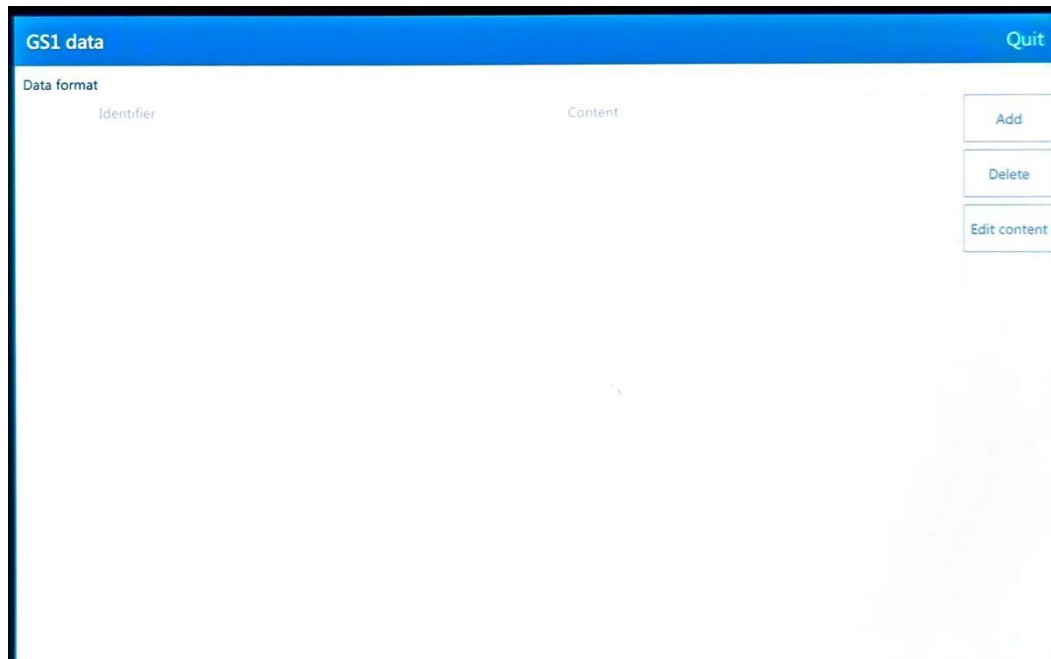 GS1 data Quit
Data format
Identifier Content
Add
Delete
Edit content